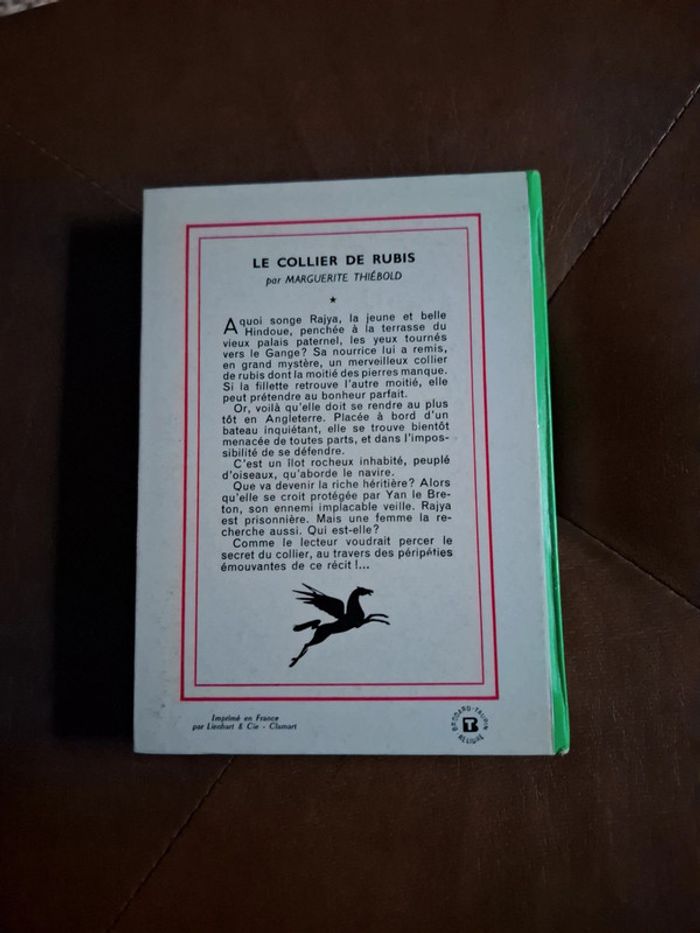 LE COLLIER DE RUBIS
par MARGUERITE THIÉBOLD
A quoi songe Rajya, la jeune et belle
Hindoue, penchée à la terrasse du
vieux palais paternel, les yeux tournés
vers le Gange? Sa nourrice lui a remis,
en grand mystère, un merveilleux collier
de rubis dont la moitié des pierres manque.
Si la fillette retrouve l'autre moitié, elle
peut prétendre au bonheur parfait.
Or, voilà qu'elle doit se rendre au plus
tôt en Angleterre. Placée à bord d'un
bateau inquiétant, elle se trouve bientôt
menacée de toutes parts, et dans l'impos-
sibilité de se défendre.
C'est un îlot rocheux inhabité, peuplé
d'oiseaux, qu'aborde le navire.
Que va devenir la riche héritière? Alors
qu'elle se croit protégée par Yan le Bre-
ton, son ennemi implacable veille. Rajya
est prisonnière. Mais une femme la re-
cherche aussi. Qui est-elle?
Comme le lecteur voudrait percer le
secret du collier, au travers des péripéties
émouvantes de ce récit!...
Imprimé en France
par Lienhart & Cie - Clamart
BRODARD-TAUPIN
BT
RELIURE